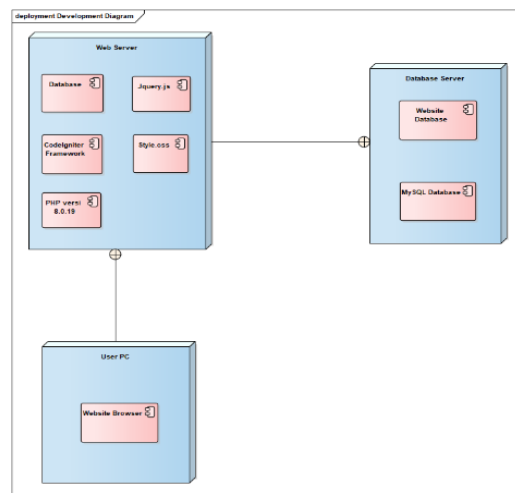 deployment Development Diagram
Web Server
Database
Jquery.js
CodeIgniter
Framework
Style.css
PHP versi
8.0.19
Database Server
Website
Database
MySQL Database
User PC
Website Browser